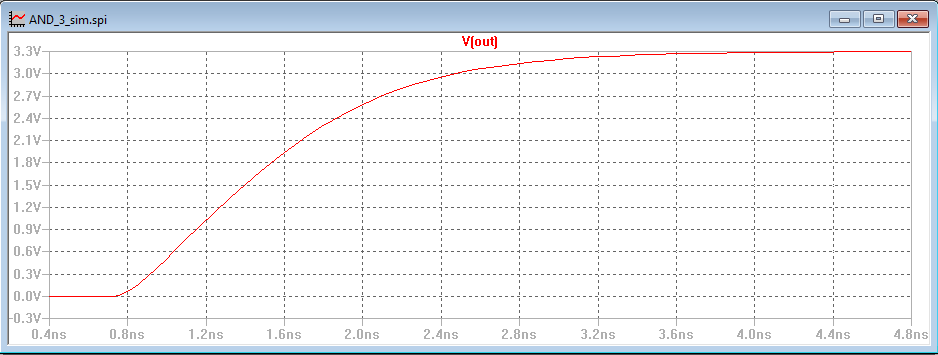 AND_3_sim.spi
V(out)
3.3V
3.0V
2.7V
2.4V
2.1V
1.8V
1.5V
1.2V
0.9V
0.6V
0.3V
0.0V
-0.3V
0.4ns 0.8ns 1.2ns 1.6ns 2.0ns 2.4ns 2.8ns 3.2ns 3.6ns 4.0ns 4.4ns 4.8ns